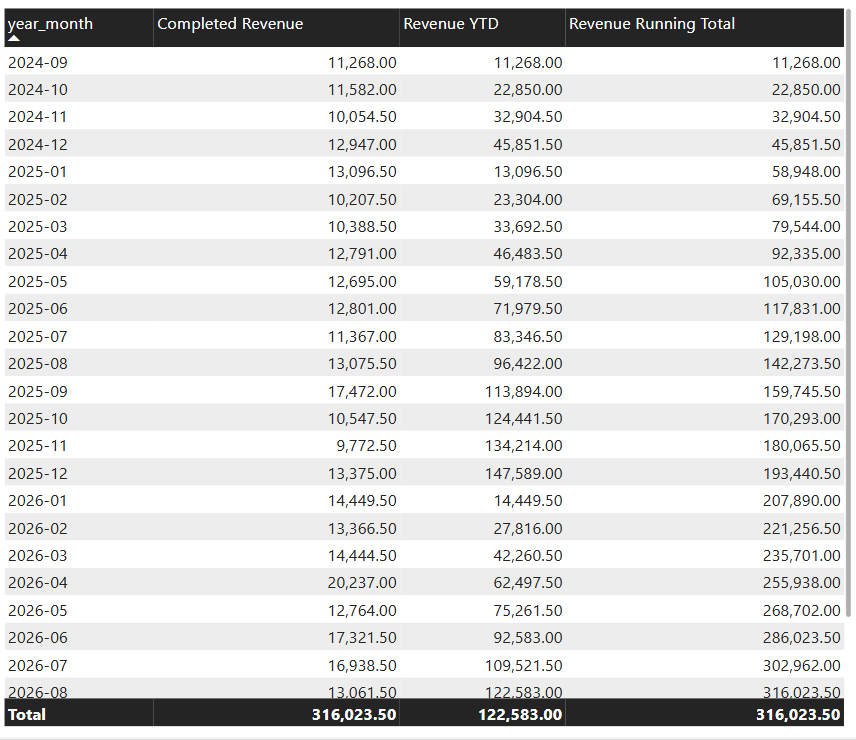 year_month Completed Revenue Revenue YTD Revenue Running Total
2024-09 11,268.00 11,268.00 11,268.00
2024-10 11,582.00 22,850.00 22,850.00
2024-11 10,054.50 32,904.50 32,904.50
2024-12 12,947.00 45,851.50 45,851.50
2025-01 13,096.50 13,096.50 58,948.00
2025-02 10,207.50 23,304.00 69,155.50
2025-03 10,388.50 33,692.50 79,544.00
2025-04 12,791.00 46,483.50 92,335.00
2025-05 12,695.00 59,178.50 105,030.00
2025-06 12,801.00 71,979.50 117,831.00
2025-07 11,367.00 83,346.50 129,198.00
2025-08 13,075.50 96,422.00 142,273.50
2025-09 17,472.00 113,894.00 159,745.50
2025-10 10,547.50 124,441.50 170,293.00
2025-11 9,772.50 134,214.00 180,065.50
2025-12 13,375.00 147,589.00 193,440.50
2026-01 14,449.50 14,449.50 207,890.00
2026-02 13,366.50 27,816.00 221,256.50
2026-03 14,444.50 42,260.50 235,701.00
2026-04 20,237.00 62,497.50 255,938.00
2026-05 12,764.00 75,261.50 268,702.00
2026-06 17,321.50 92,583.00 286,023.50
2026-07 16,938.50 109,521.50 302,962.00
2026-08 13,061.50 122,583.00 316,023.50
Total 316,023.50 122,583.00 316,023.50